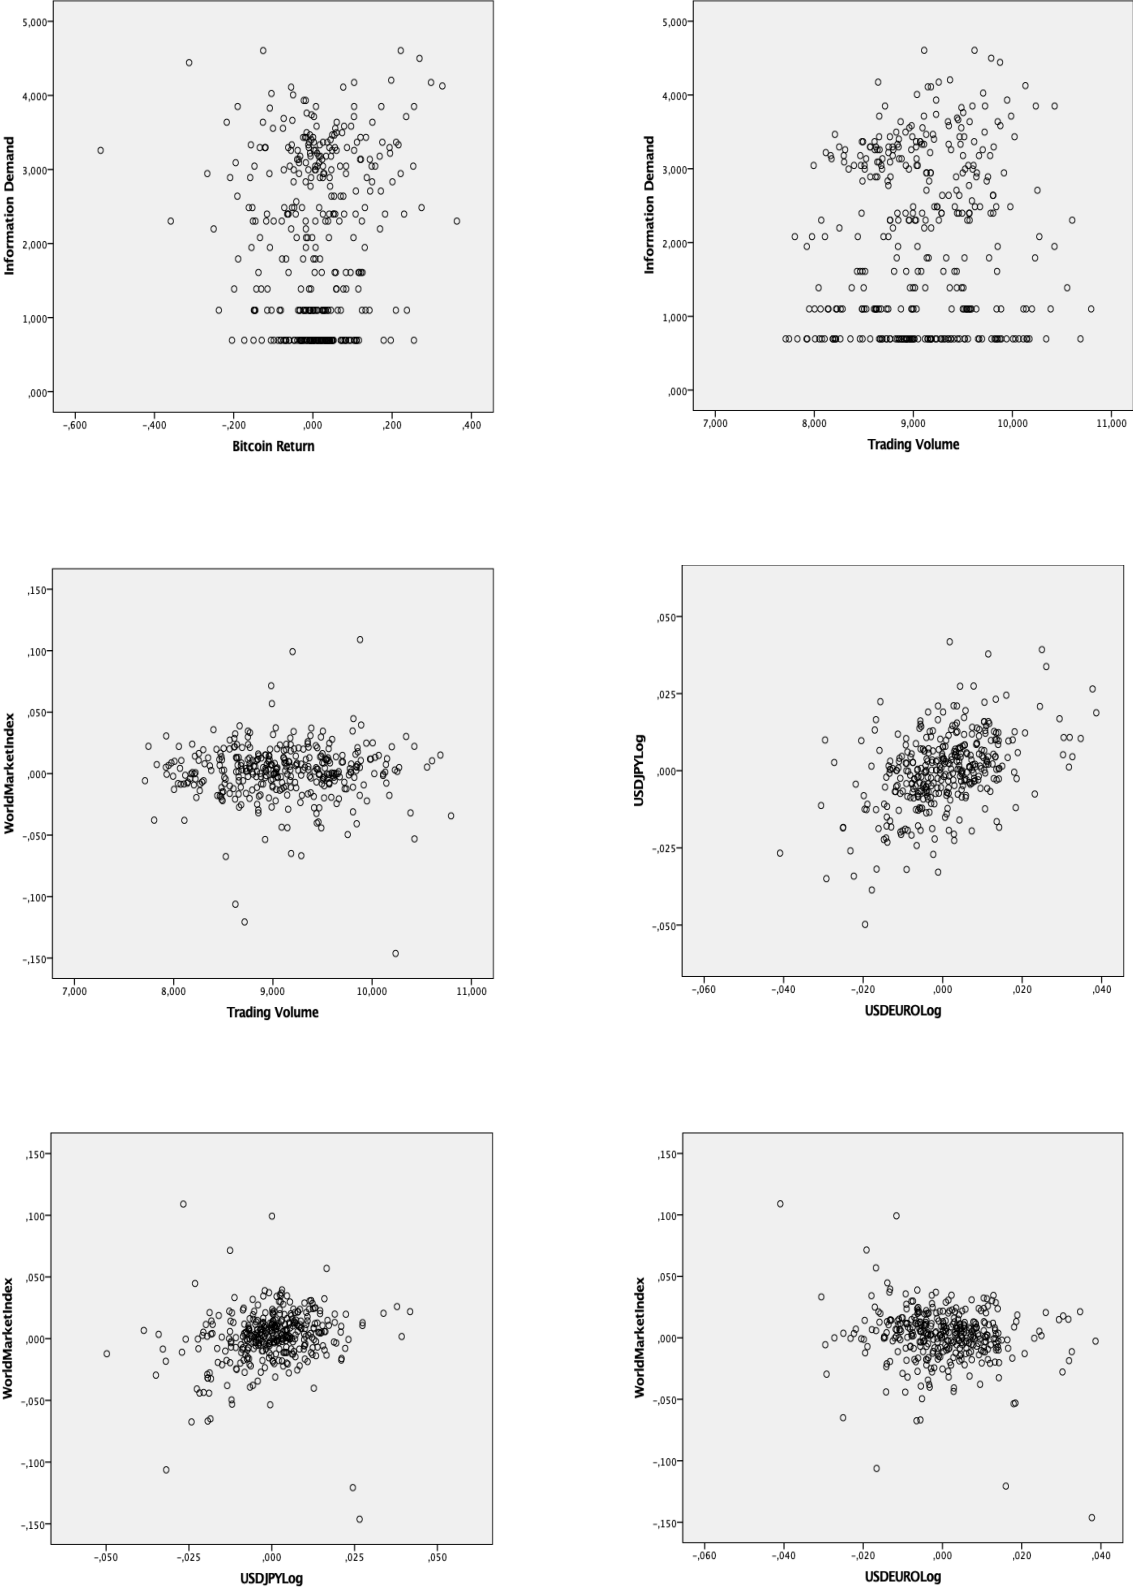 5,000
4,000
3,000
2,000
1,000
,000
Information Demand
-,600 -,400 -,200 ,000 ,200 ,400
Bitcoin Return
5,000
4,000
3,000
2,000
1,000
,000
Information Demand
7,000 8,000 9,000 10,000 11,000
Trading Volume
,150
,100
,050
,000
-,050
-,100
-,150
WorldMarketIndex
7,000 8,000 9,000 10,000 11,000
Trading Volume
,050
,025
,000
-,025
-,050
USDJPYLog
-,060 -,040 -,020 ,000 ,020 ,040
USDEUROLog
,150
,100
,050
,000
-,050
-,100
-,150
WorldMarketIndex
-,050 -,025 ,000 ,025 ,050
USDJPYLog
,150
,100
,050
,000
-,050
-,100
-,150
WorldMarketIndex
-,060 -,040 -,020 ,000 ,020 ,040
USDEUROLog